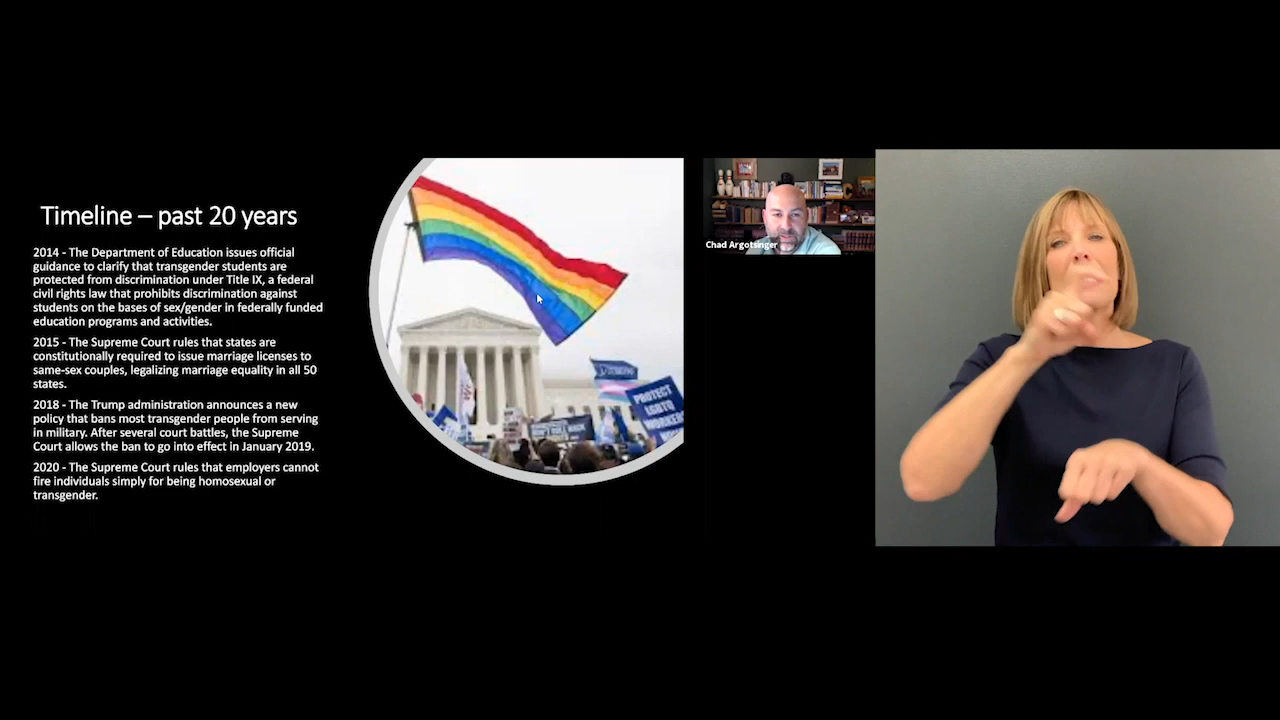 Timeline – past 20 years
2014 - The Department of Education issues official
guidance to clarify that transgender students are
protected from discrimination under Title IX, a federal
civil rights law that prohibits discrimination against
students on the bases of sex/gender in federally funded
education programs and activities.
2015 - The Supreme Court rules that states are
constitutionally required to issue marriage licenses to
same-sex couples, legalizing marriage equality in all 50
states.
2018 - The Trump administration announces a new
policy that bans most transgender people from serving
in military. After several court battles, the Supreme
Court allows the ban to go into effect in January 2019.
2020 - The Supreme Court rules that employers cannot
fire individuals simply for being homosexual or
transgender.
PROTECT
LGBTQ
Chad Argotsinger